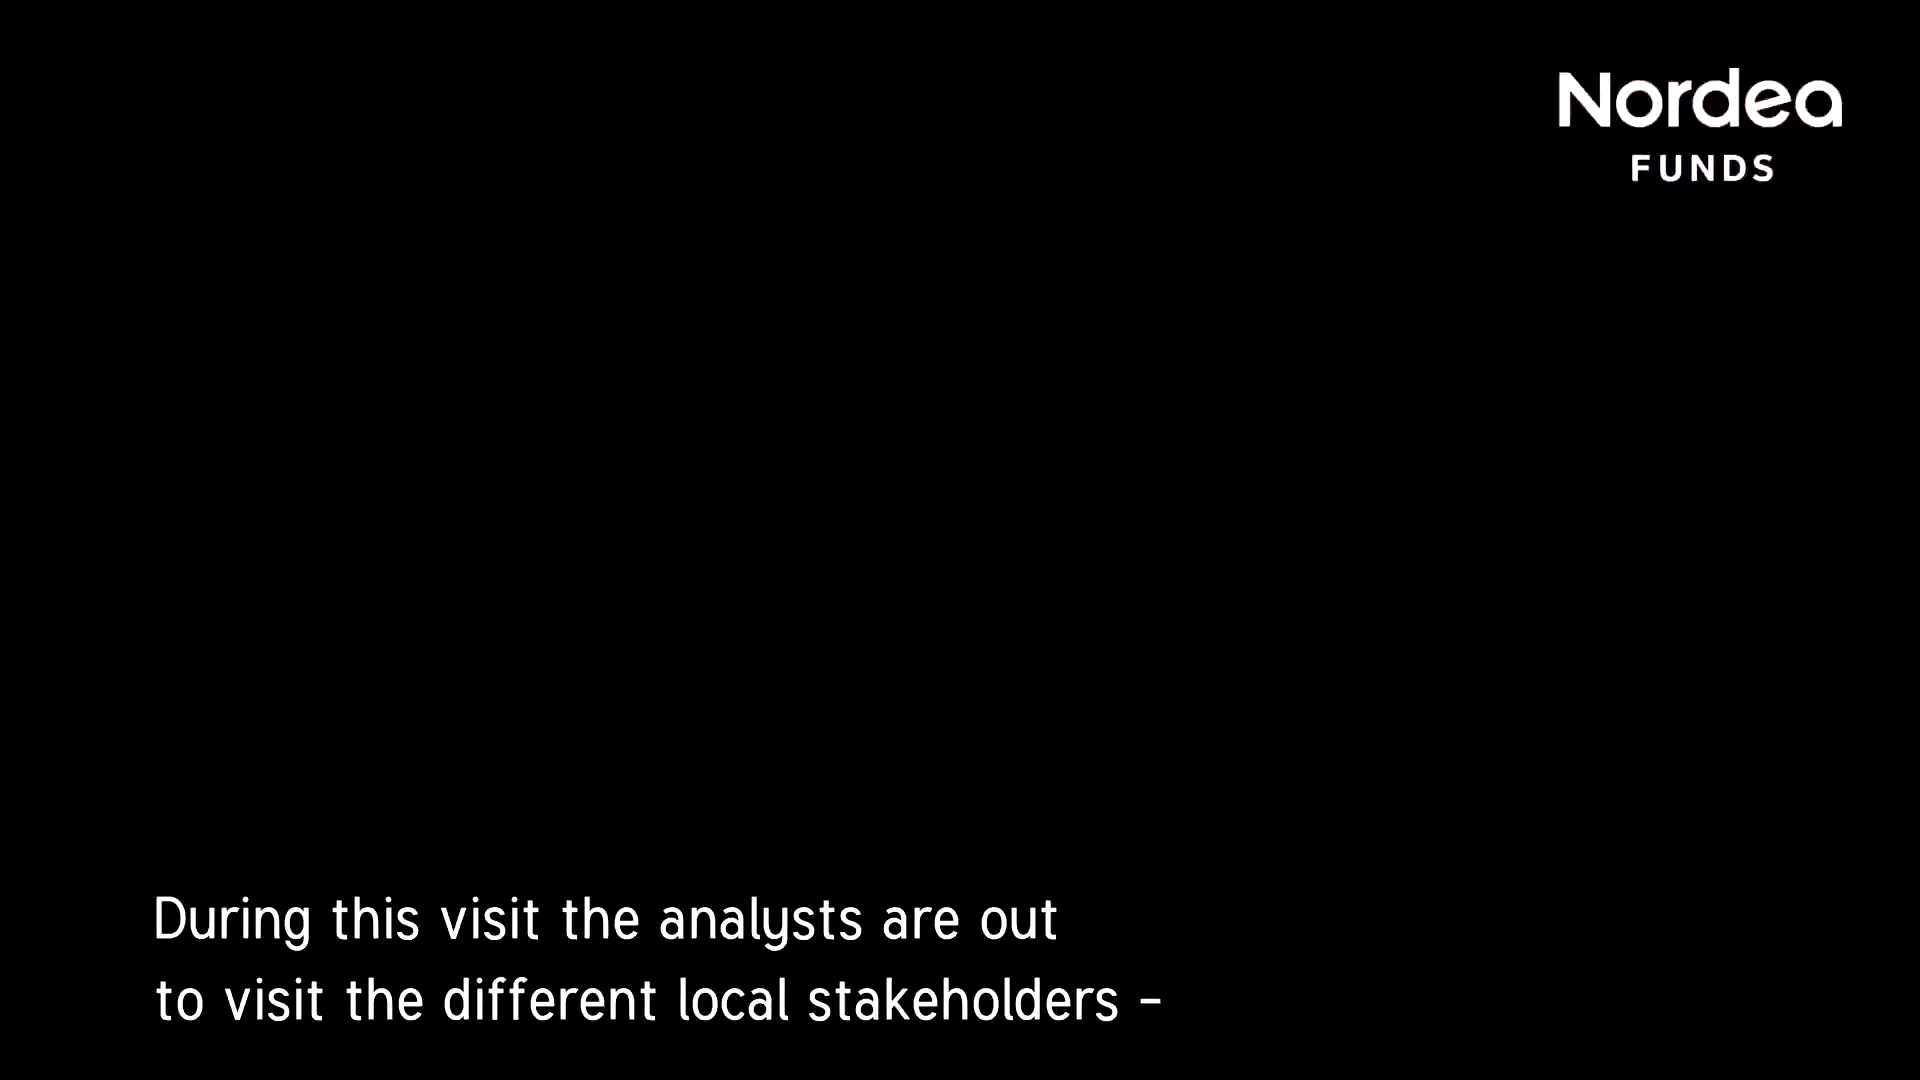 Nordea
FUNDS
During this visit the analysts are out
to visit the different local stakeholders –